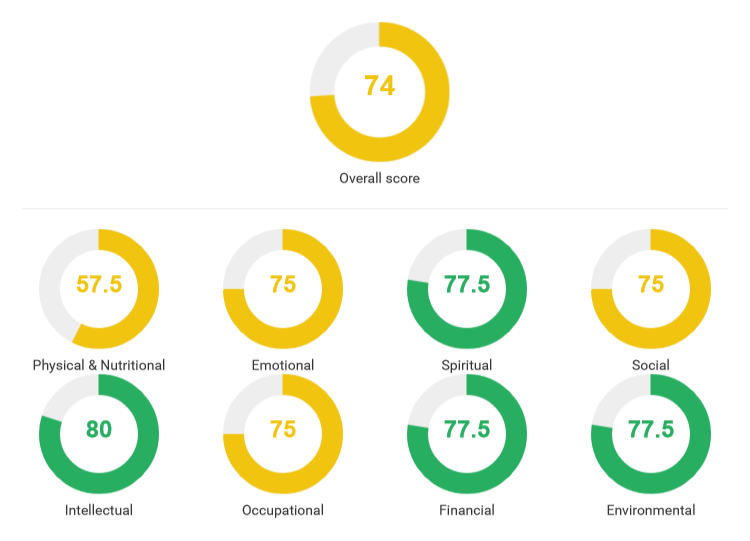 74
Overall score
57.5 75 77.5 75
Physical & Nutritional Emotional Spiritual Social
80 75 77.5 77.5
Intellectual Occupational Financial Environmental